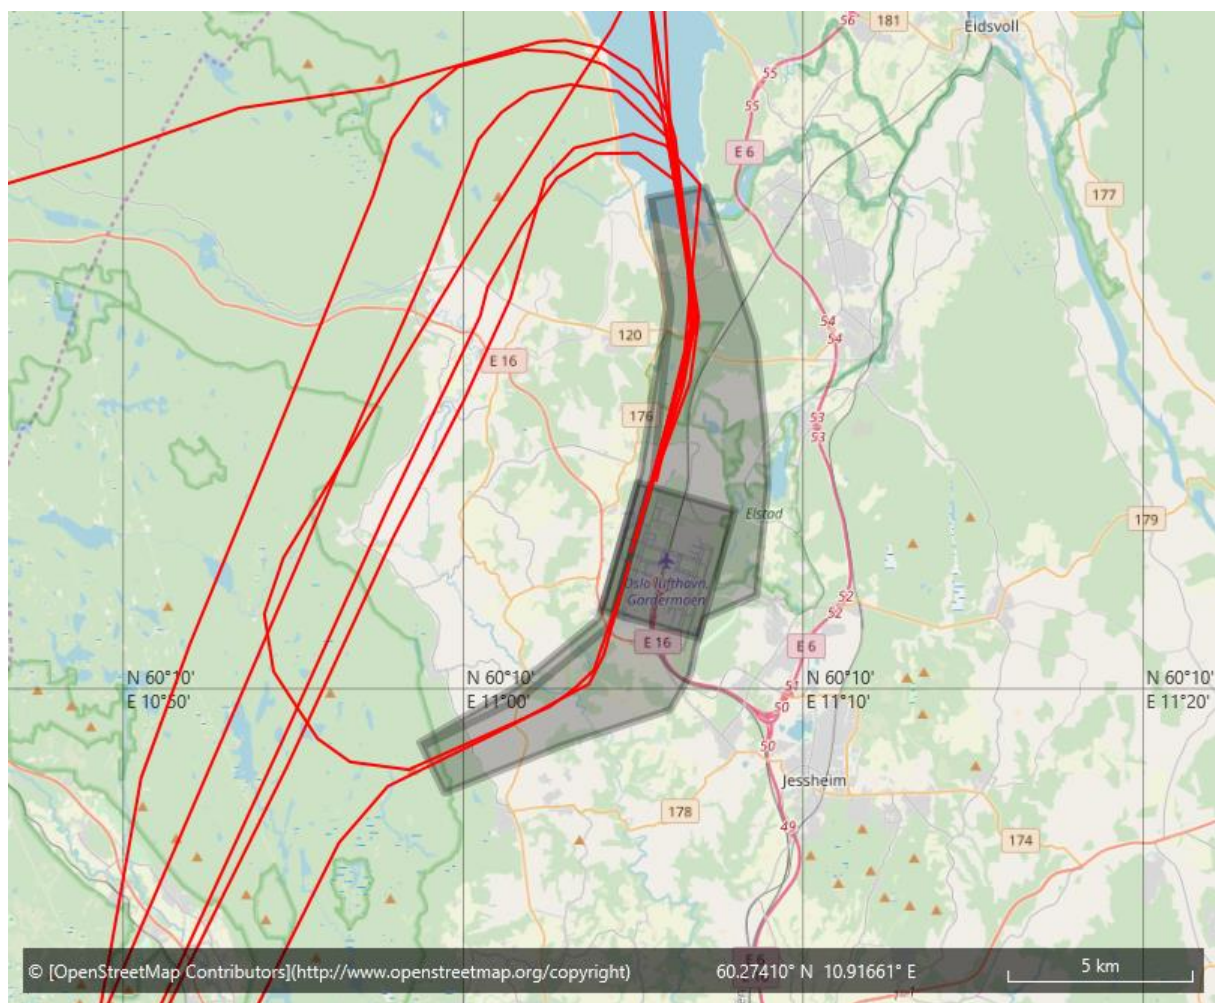 56
181
Eidsvoll
55
55
E 6
177
54
54
120
E 16
176
53
53
Elstad
179
Oslo lufthavn,
Gardermoen
52
52
E 16
E 6
N 60°10'
E 10°50'
N 60°10'
E 11°00'
N 60°10'
E 11°10'
N 60°10'
E 11°20'
51
50
50
50
Jessheim
178
49
174
© [OpenStreetMap Contributors](http://www.openstreetmap.org/copyright)
60.27410° N 10.91661° E
5 km
E 6